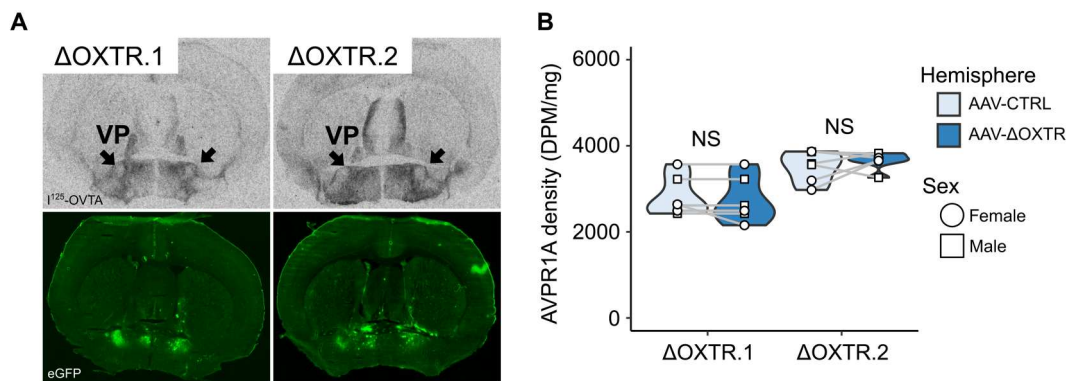 A
ΔOXTR.1
ΔOXTR.2
VP
VP
I¹²⁵-OVTA
eGFP
B
AVPR1A density (DPM/mg)
6000
4000
2000
0
NS
NS
ΔOXTR.1
ΔOXTR.2
Hemisphere
AAV-CTRL
AAV-ΔOXTR
Sex
Female
Male